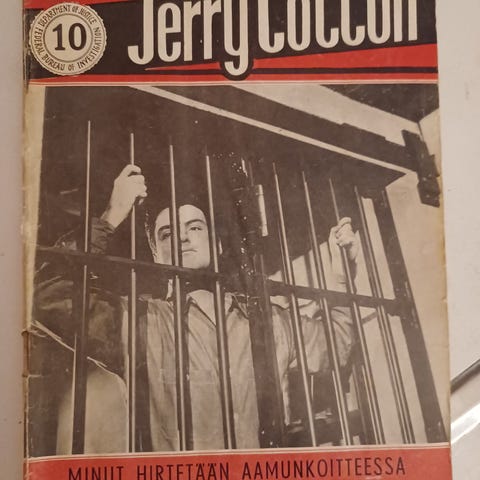 DEPARTMENT OF JUSTICE
10
FEDERAL BUREAU OF INVESTIGATION
Jerry Cotton
MINUT HIRTETÄÄN AAMUNKOITTEESSA